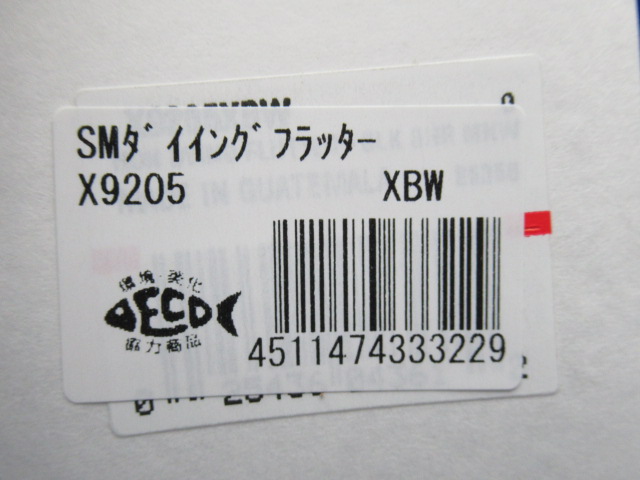 SMﾀﾞｲｲﾝｸﾞﾌﾗｯﾀｰ
X9205 XBW
環境・美化
ECO
協力商品
4511474333229